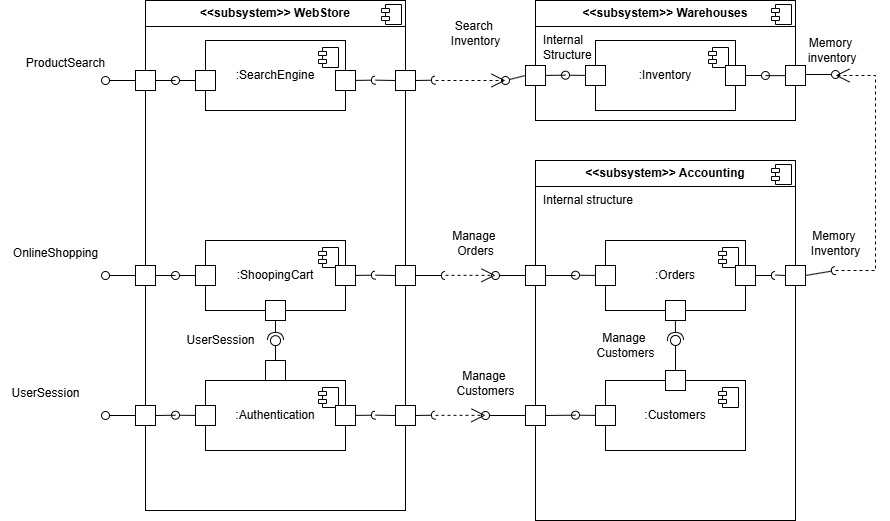 <<subsystem>> WebStore
<<subsystem>> Warehouses
Search
Inventory
Internal
Structure
Memory
inventory
ProductSearch
:SearchEngine
:Inventory
<<subsystem>> Accounting
Internal structure
OnlineShopping
:ShoopingCart
Manage
Orders
:Orders
Memory
Inventory
UserSession
Manage
Customers
UserSession
:Authentication
Manage
Customers
:Customers